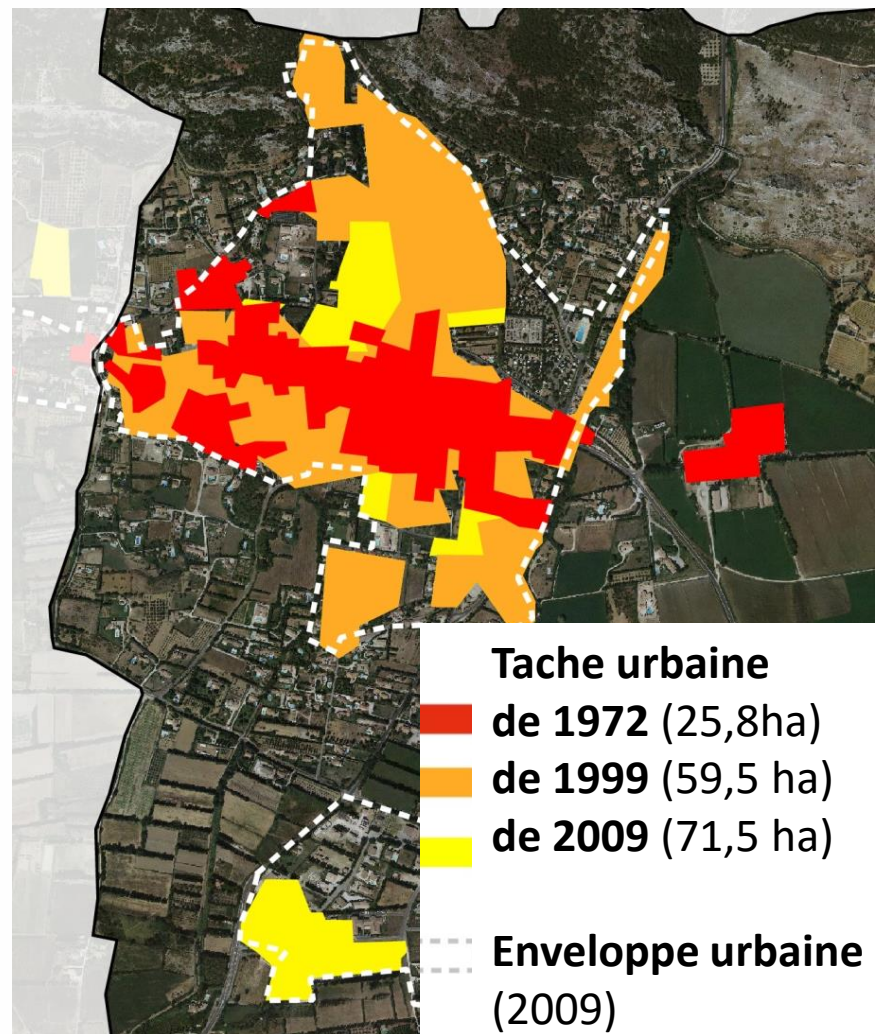 Tache urbaine
de 1972 (25,8ha)
de 1999 (59,5 ha)
de 2009 (71,5 ha)
Enveloppe urbaine
(2009)